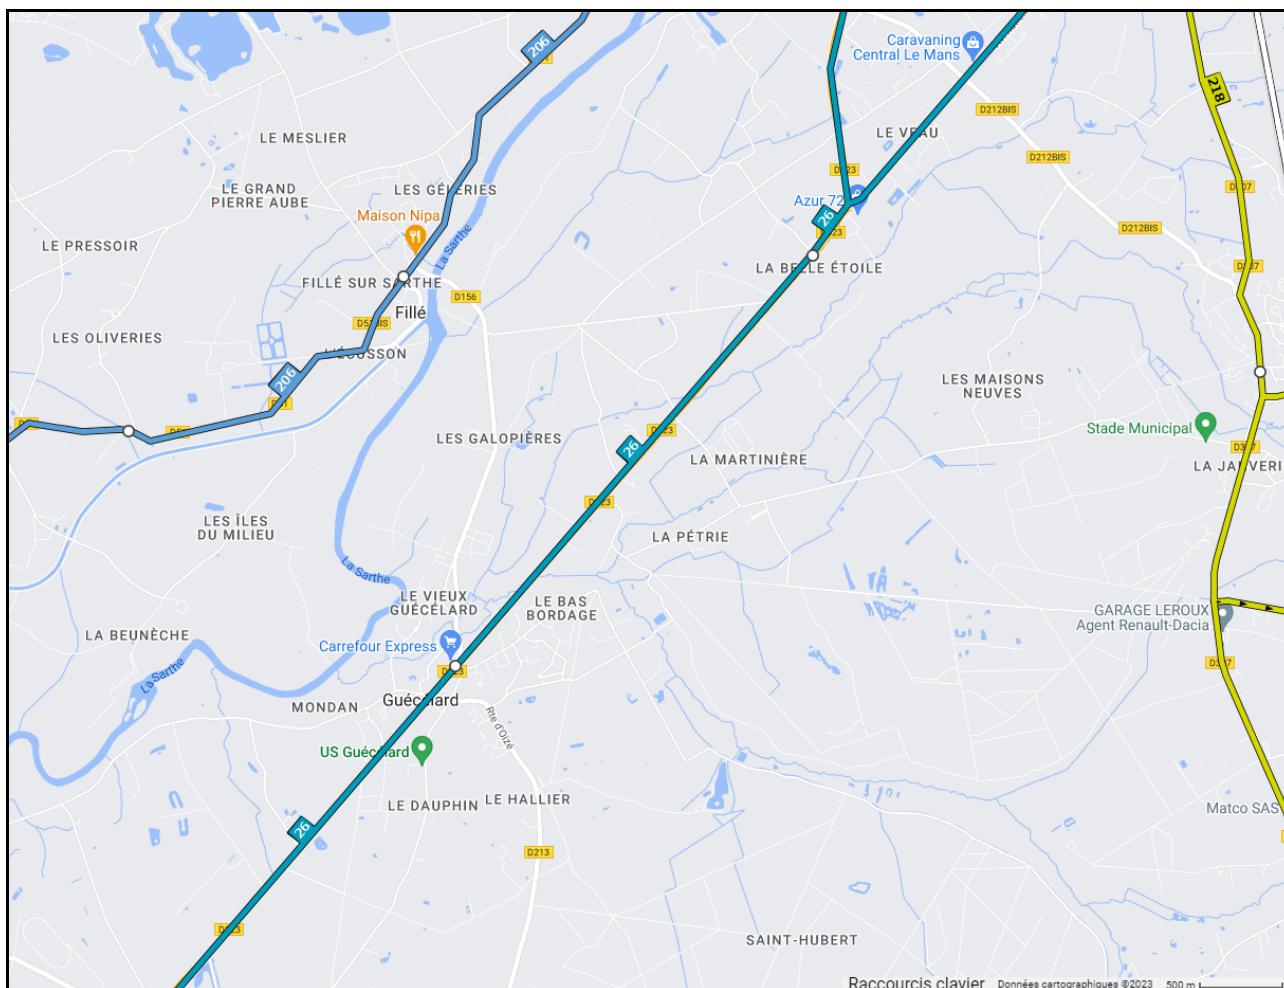 206
Caravaning
Central Le Mans
218
D212BIS
LE MESLIER
D212BIS
LE GRAND
PIERRE AUBE
LES GÉLERIES
Azur 72
Maison Nipa
26
D212BIS
LE PRESSOIR
La Sarthe
LA BELLE ÉTOILE
FILLÉ SUR SARTHE
D156
Fillé
LES OLIVERIES
206
LES MAISONS
NEUVES
Stade Municipal
LES GALOPIÈRES
26
LA MARTINIÈRE
LES ÎLES
DU MILIEU
LA PÉTRIE
La Sarthe
LE VIEUX
GUÉCÉLARD
LE BAS
BORDAGE
GARAGE LEROUX
Agent Renault-Dacia
LA BEUNÈCHE
Carrefour Express
La Sarthe
MONDAN
Guécélard
Rte d'Oizé
US Guécélard
LE DAUPHIN
LE HALLIER
Matco SAS
26
D213
SAINT-HUBERT
Raccourcis clavier
Données cartographiques ©2023
500 m